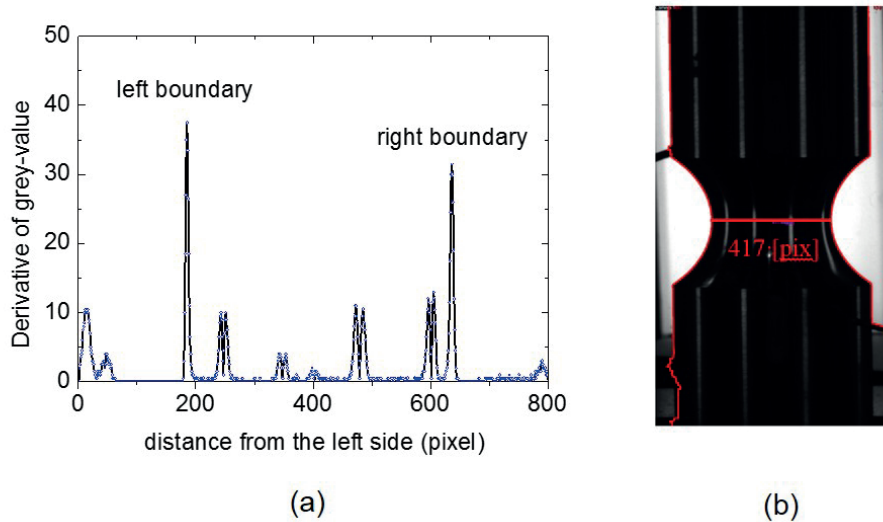 50
40
30
20
10
0
Derivative of grey-value
left boundary
right boundary
0 200 400 600 800
distance from the left side (pixel)
(a)
417 [pix]
(b)